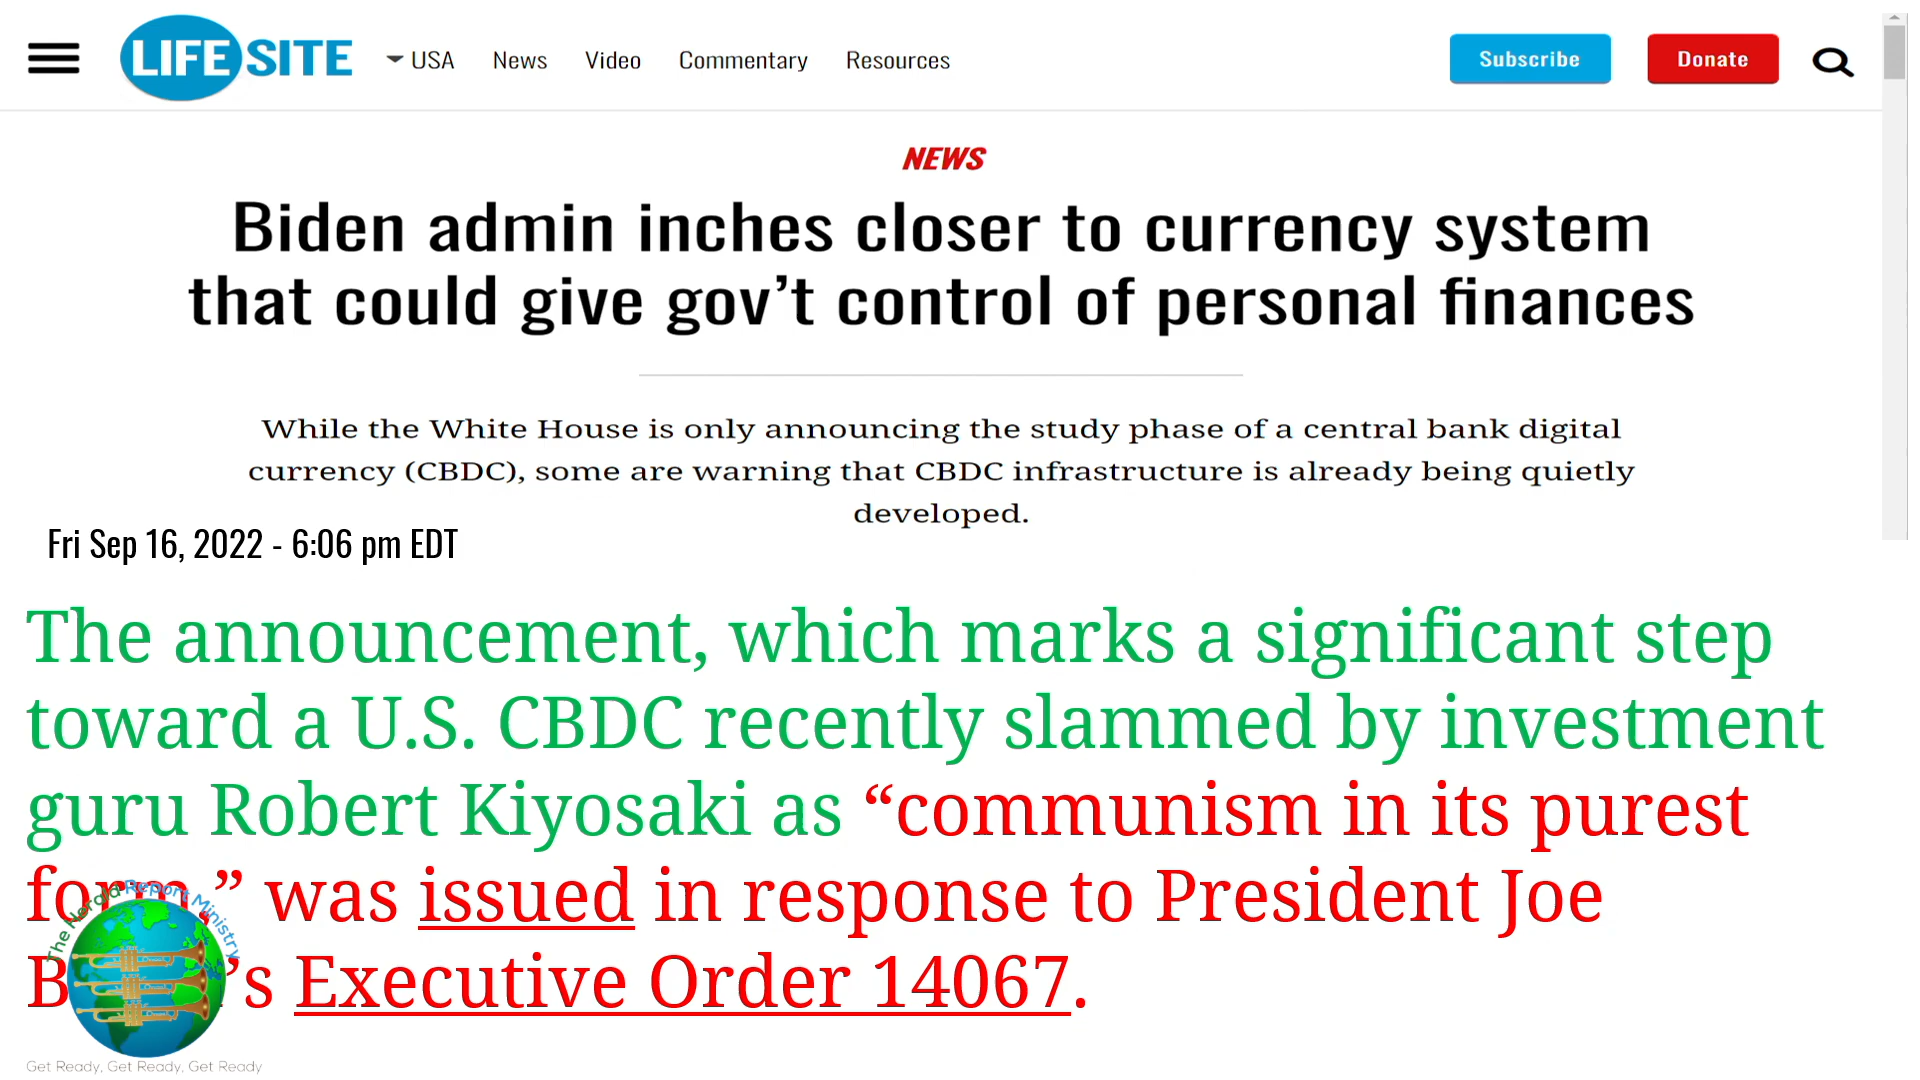 LIFE SITE USA News Video Commentary Resources Subscribe Donate
NEWS
Biden admin inches closer to currency system
that could give gov’t control of personal finances
While the White House is only announcing the study phase of a central bank digital
currency (CBDC), some are warning that CBDC infrastructure is already being quietly
developed.
Fri Sep 16, 2022 - 6:06 pm EDT
The announcement, which marks a significant step
toward a U.S. CBDC recently slammed by investment
guru Robert Kiyosaki as “communism in its purest
form,” was issued in response to President Joe
’s Executive Order 14067.
The Herald Report Ministry
Get Ready, Get Ready, Get Ready